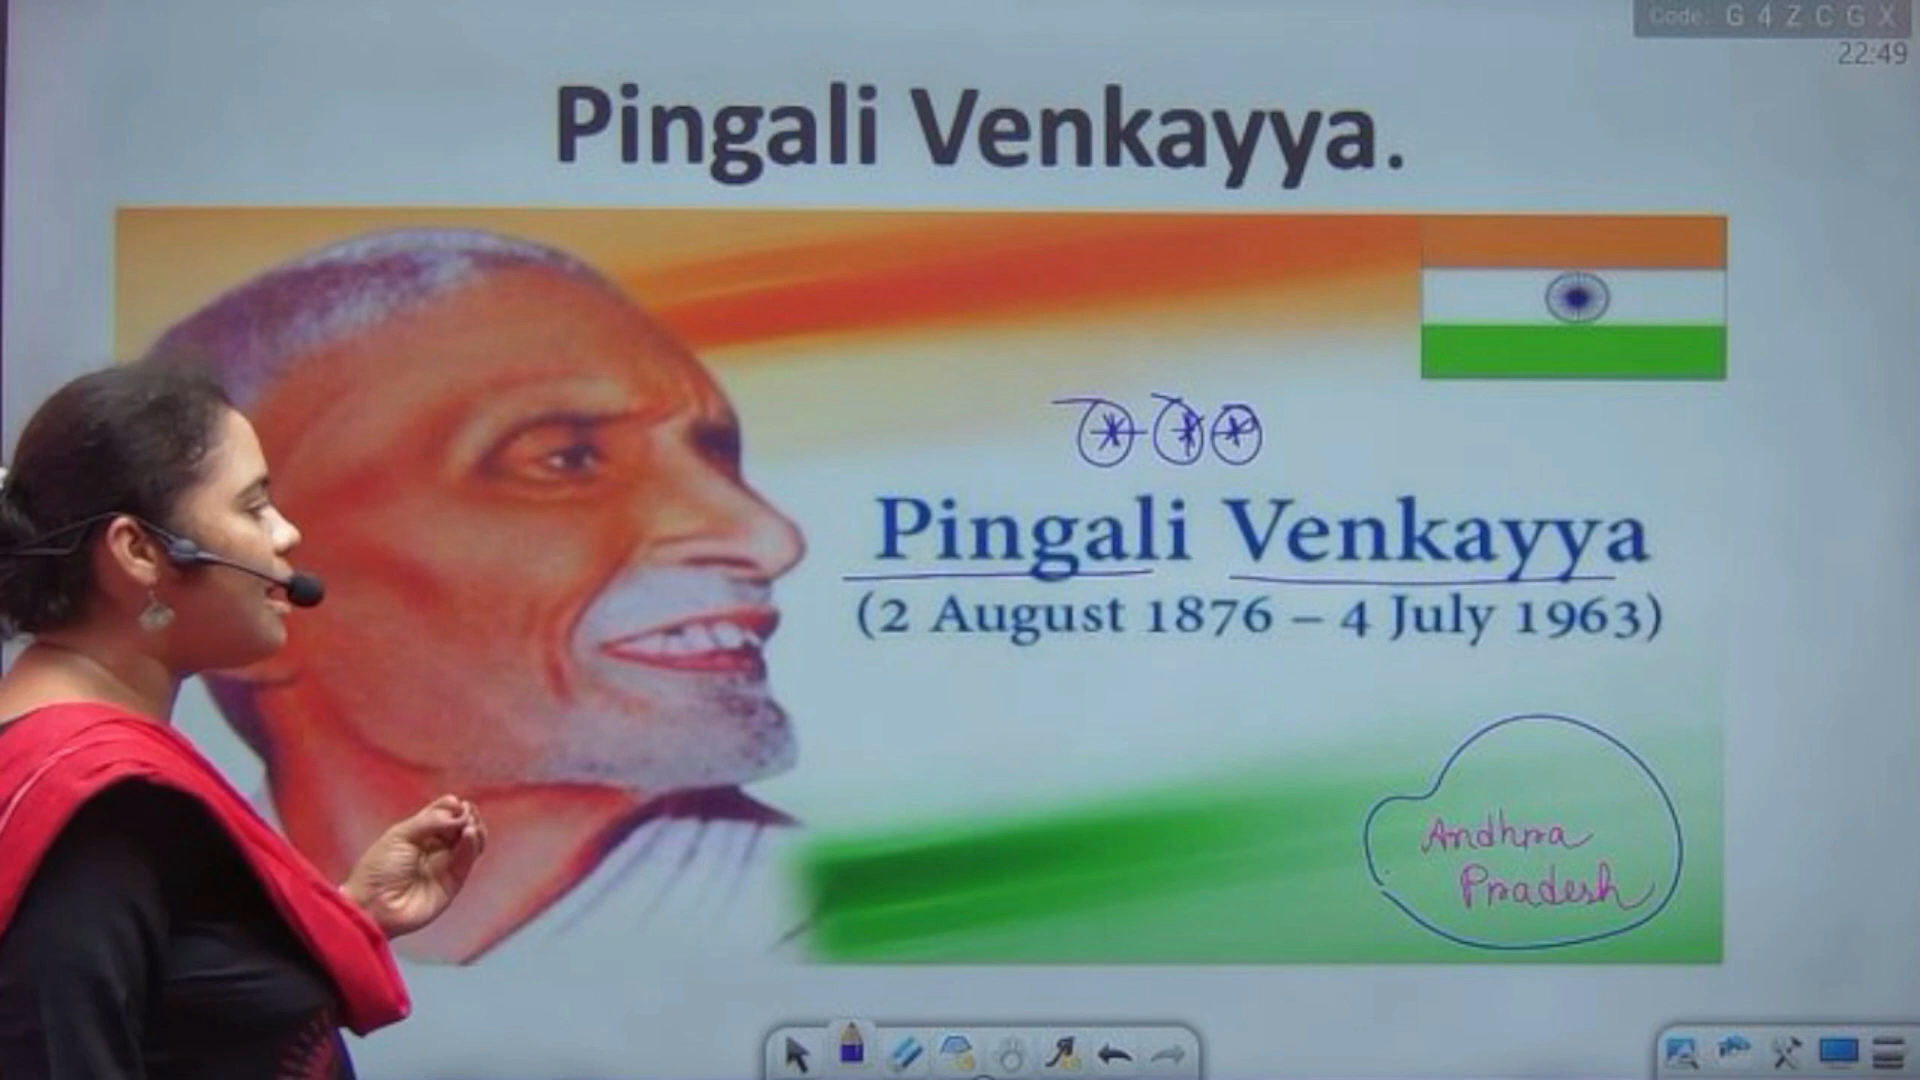 Code: G 4 Z C G X
22:49
Pingali Venkayya.
Pingali Venkayya
(2 August 1876 – 4 July 1963)
Andhra
Pradesh